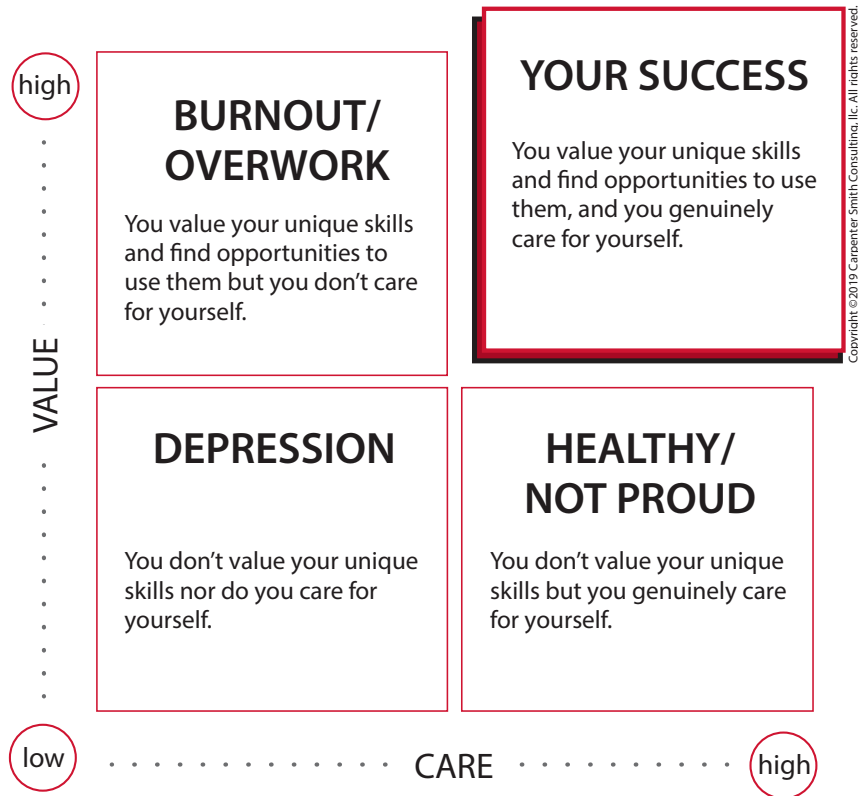 high
BURNOUT/
OVERWORK
You value your unique skills
and find opportunities to
use them but you don’t care
for yourself.
YOUR SUCCESS
You value your unique skills
and find opportunities to use
them, and you genuinely
care for yourself.
Copyright ©2019 Carpenter Smith Consulting, llc. All rights reserved.
VALUE
DEPRESSION
You don’t value your unique
skills nor do you care for
yourself.
HEALTHY/
NOT PROUD
You don’t value your unique
skills but you genuinely care
for yourself.
low
CARE
high